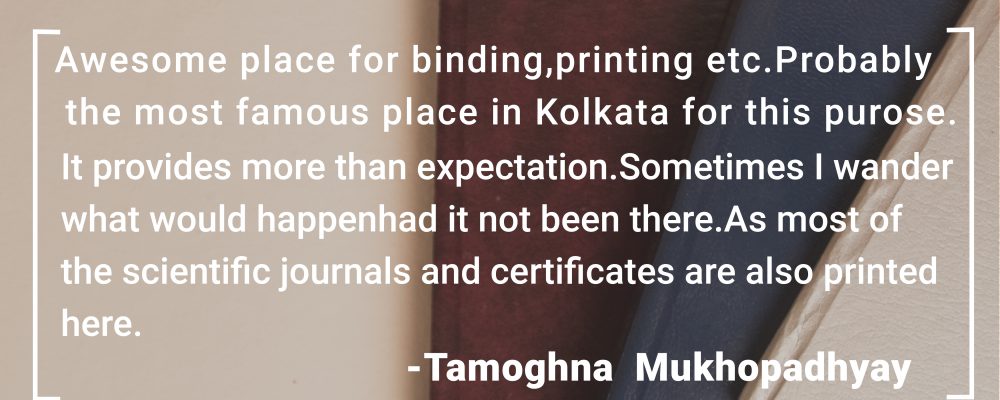 Awesome place for binding,printing etc.Probably
the most famous place in Kolkata for this purose.
It provides more than expectation.Sometimes I wander
what would happenhad it not been there.As most of
the scientific journals and certificates are also printed
here.
-Tamoghna Mukhopadhyay